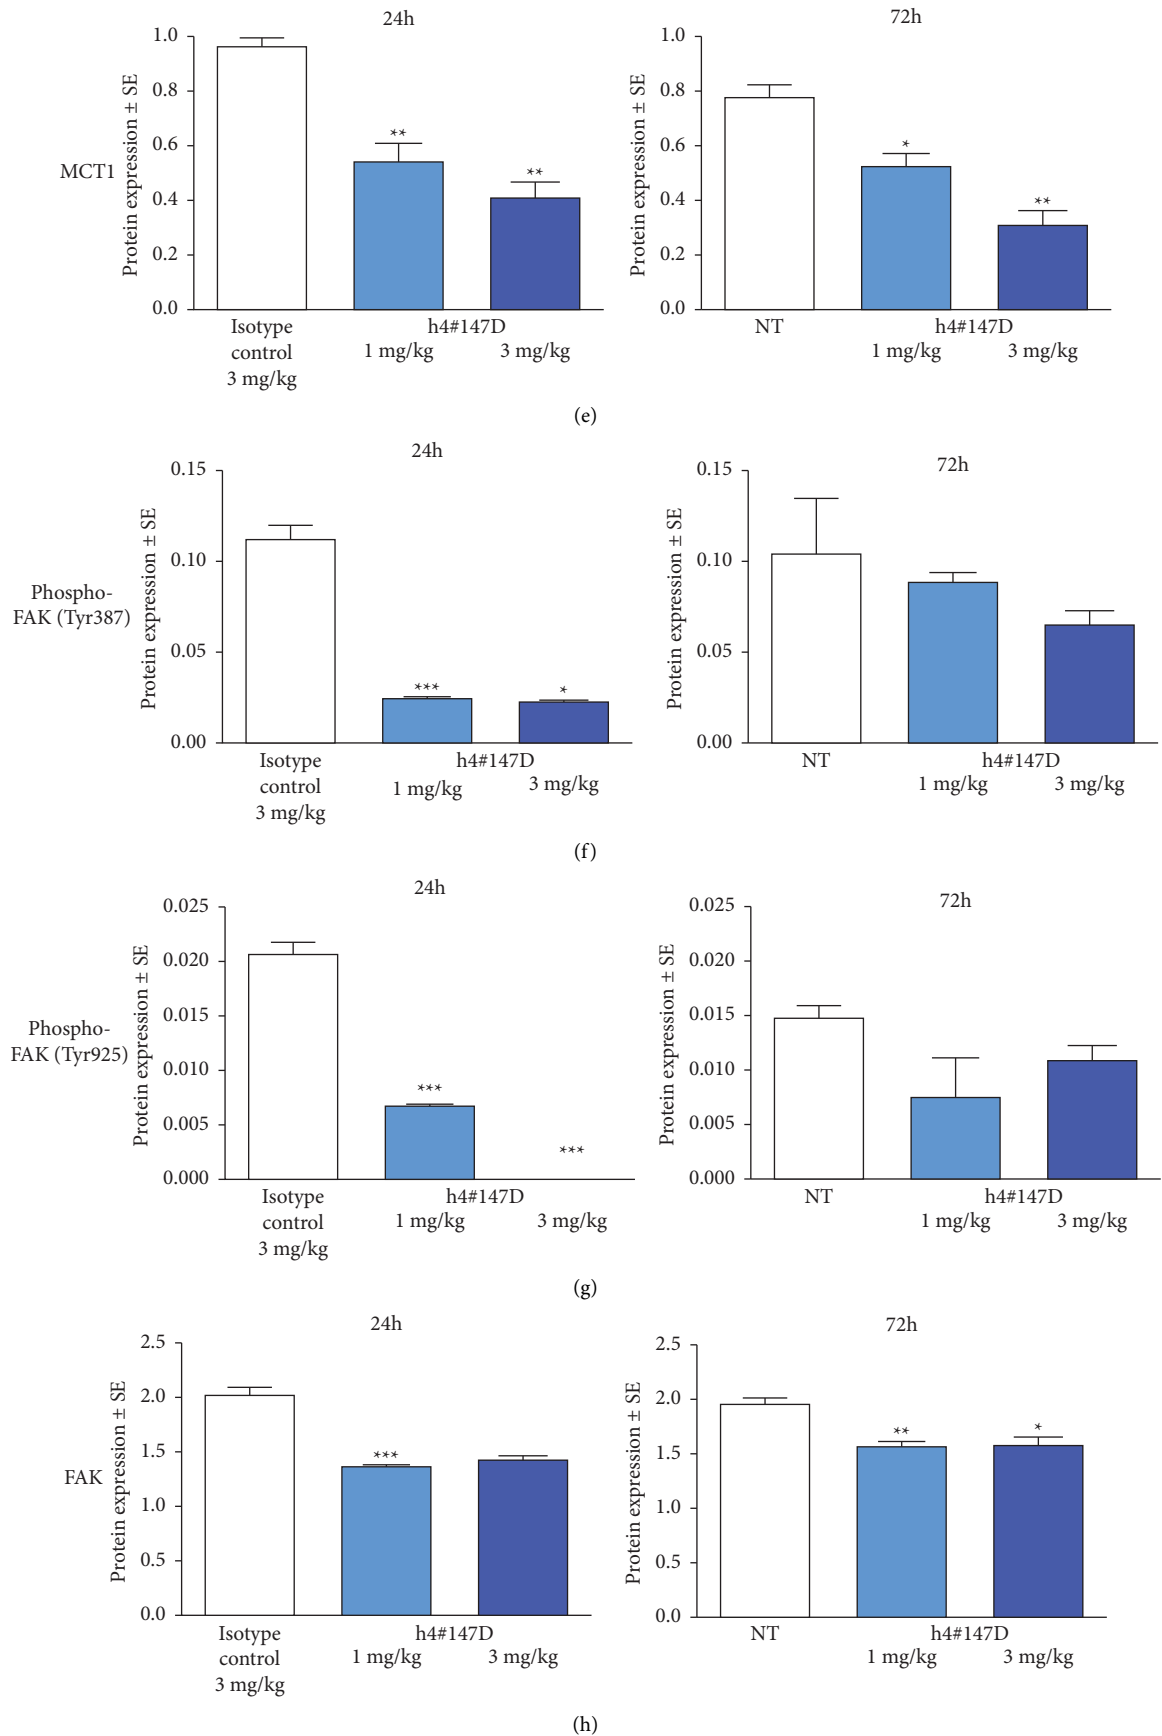 24h
Protein expression ± SE
1.0
0.8
0.6
0.4
0.2
0.0
**
**
MCT1
Isotype
control
3 mg/kg
h4#147D
1 mg/kg
3 mg/kg
72h
Protein expression ± SE
1.0
0.8
0.6
0.4
0.2
0.0
*
**
NT
h4#147D
1 mg/kg
3 mg/kg
(e)
24h
Protein expression ± SE
0.15
0.10
0.05
0.00
***
*
Phospho-
FAK (Tyr387)
Isotype
control
3 mg/kg
h4#147D
1 mg/kg
3 mg/kg
72h
Protein expression ± SE
0.15
0.10
0.05
0.00
NT
h4#147D
1 mg/kg
3 mg/kg
(f)
24h
Protein expression ± SE
0.025
0.020
0.015
0.010
0.005
0.000
***
***
Phospho-
FAK (Tyr925)
Isotype
control
3 mg/kg
h4#147D
1 mg/kg
3 mg/kg
72h
Protein expression ± SE
0.025
0.020
0.015
0.010
0.005
0.000
NT
h4#147D
1 mg/kg
3 mg/kg
(g)
24h
Protein expression ± SE
2.5
2.0
1.5
1.0
0.5
0.0
***
FAK
Isotype
control
3 mg/kg
h4#147D
1 mg/kg
3 mg/kg
72h
Protein expression ± SE
2.5
2.0
1.5
1.0
0.5
0.0
**
*
NT
h4#147D
1 mg/kg
3 mg/kg
(h)